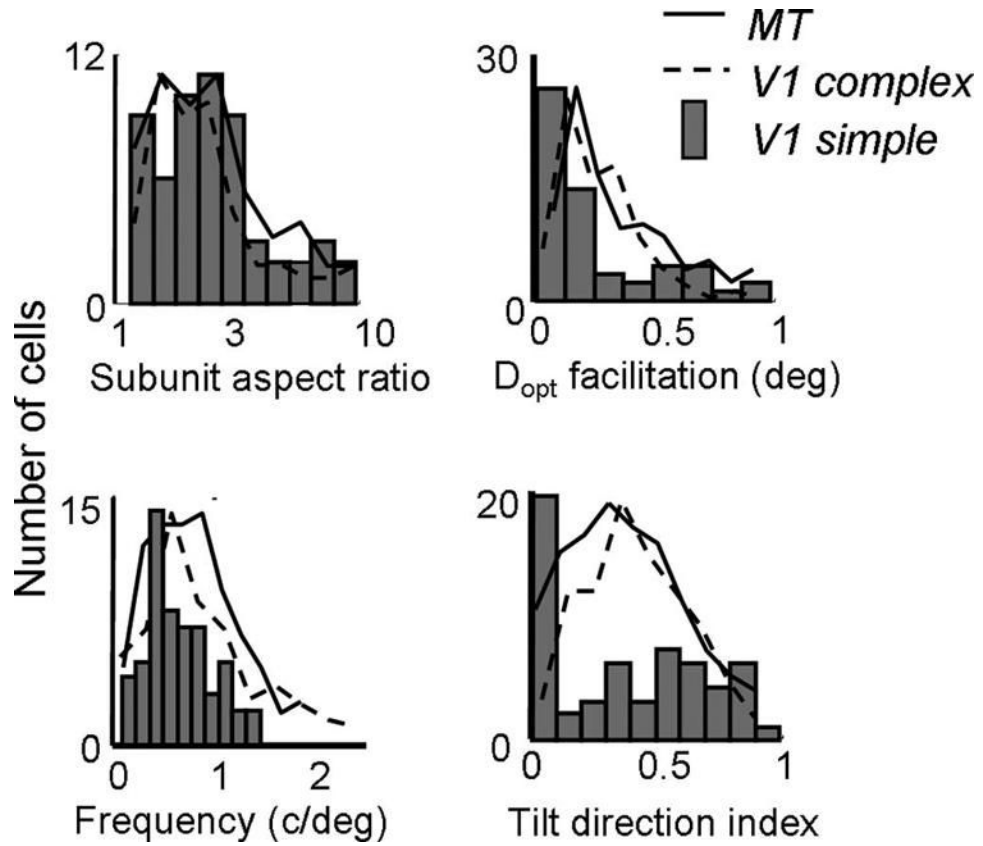 MT
V1 complex
V1 simple
12
0
1 3 10
Subunit aspect ratio
30
0
0 0.5 1
D_opt facilitation (deg)
Number of cells
15
0
0 1 2
Frequency (c/deg)
20
0
0 0.5 1
Tilt direction index